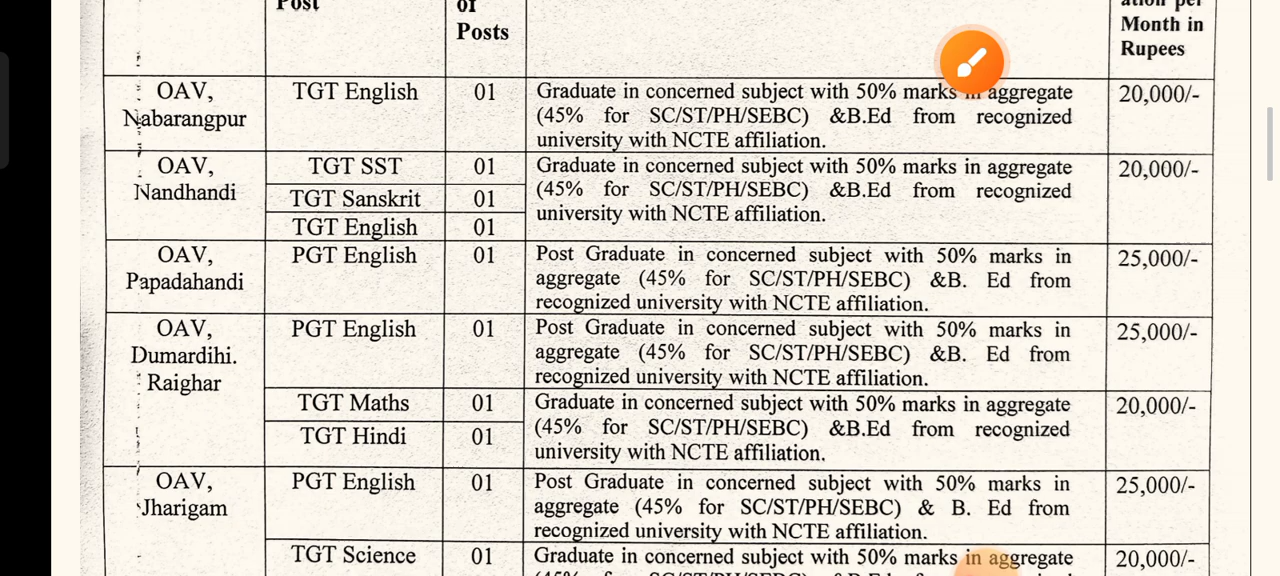 Post
of
Posts
ation per
Month in
Rupees
OAV,
Nabarangpur
TGT English
01
Graduate in concerned subject with 50% marks in aggregate
(45% for SC/ST/PH/SEBC) &B.Ed from recognized
university with NCTE affiliation.
20,000/-
OAV,
Nandhandi
TGT SST
01
TGT Sanskrit
01
TGT English
01
Graduate in concerned subject with 50% marks in aggregate
(45% for SC/ST/PH/SEBC) &B.Ed from recognized
university with NCTE affiliation.
20,000/-
OAV,
Papadahandi
PGT English
01
Post Graduate in concerned subject with 50% marks in
aggregate (45% for SC/ST/PH/SEBC) &B. Ed from
recognized university with NCTE affiliation.
25,000/-
OAV,
Dumardihi.
Raighar
PGT English
01
Post Graduate in concerned subject with 50% marks in
aggregate (45% for SC/ST/PH/SEBC) &B. Ed from
recognized university with NCTE affiliation.
25,000/-
TGT Maths
01
TGT Hindi
01
Graduate in concerned subject with 50% marks in aggregate
(45% for SC/ST/PH/SEBC) &B.Ed from recognized
university with NCTE affiliation.
20,000/-
OAV,
Jharigam
PGT English
01
Post Graduate in concerned subject with 50% marks in
aggregate (45% for SC/ST/PH/SEBC) & B. Ed from
recognized university with NCTE affiliation.
25,000/-
TGT Science
01
Graduate in concerned subject with 50% marks in aggregate
20,000/-